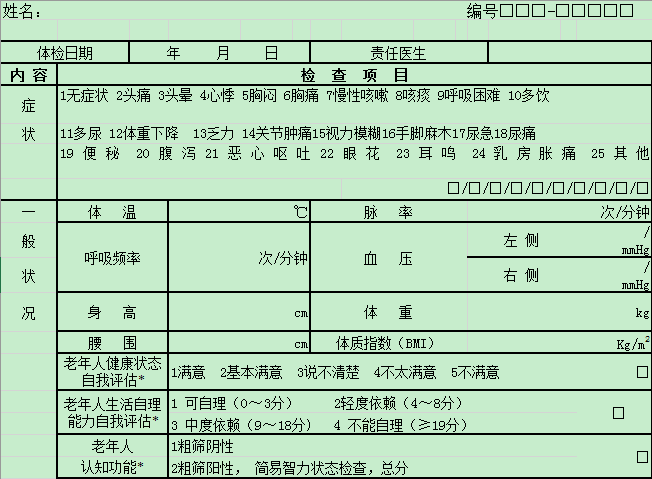 姓名： 编号□□□-□□□□□
体检日期 年 月 日 责任医生
内容 检 查 项 目
症状
1无症状 2头痛 3头晕 4心悸 5胸闷 6胸痛 7慢性咳嗽 8咳痰 9呼吸困难 10多饮
11多尿 12体重下降 13乏力 14关节肿痛15视力模糊16手脚麻木17尿急18尿痛
19 便 秘 20 腹 泻 21 恶 心 呕 吐 22 眼 花 23 耳 鸣 24 乳 房 胀 痛 25 其 他
□/□/□/□/□/□/□/□/□/□
一般状况
体 温 ℃ 脉 率 次/分钟
呼吸频率 次/分钟 血 压 左 侧 / mmHg
右 侧 / mmHg
身 高 cm 体 重 kg
腰 围 cm 体质指数（BMI） Kg/m²
老年人健康状态
自我评估*
1满意 2基本满意 3说不清楚 4不太满意 5不满意 □
老年人生活自理
能力自我评估*
1 可自理（0～3分） 2轻度依赖（4～8分）
3 中度依赖（9～18分） 4 不能自理（≥19分） □
老年人
认知功能*
1粗筛阴性
2粗筛阳性， 简易智力状态检查，总分 □